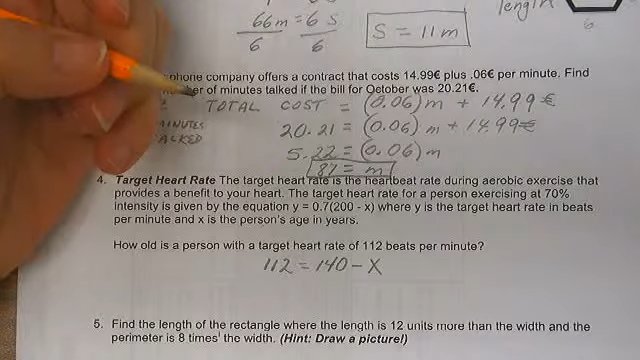 66m = 6 s
6 6
S = 11m
length
6
phone company offers a contract that costs 14.99€ plus .06€ per minute. Find
of minutes talked if the bill for October was 20.21€.
TOTAL COST = (0.06) m + 14.99€
20.21 = (0.06) m + 14.99€
5.22 = (0.06) m
87 = m
4. Target Heart Rate The target heart rate is the heartbeat rate during aerobic exercise that
provides a benefit to your heart. The target heart rate for a person exercising at 70%
intensity is given by the equation y = 0.7(200 - x) where y is the target heart rate in beats
per minute and x is the person's age in years.
How old is a person with a target heart rate of 112 beats per minute?
112 = 140 - X
5. Find the length of the rectangle where the length is 12 units more than the width and the
perimeter is 8 times' the width. (Hint: Draw a picture!)